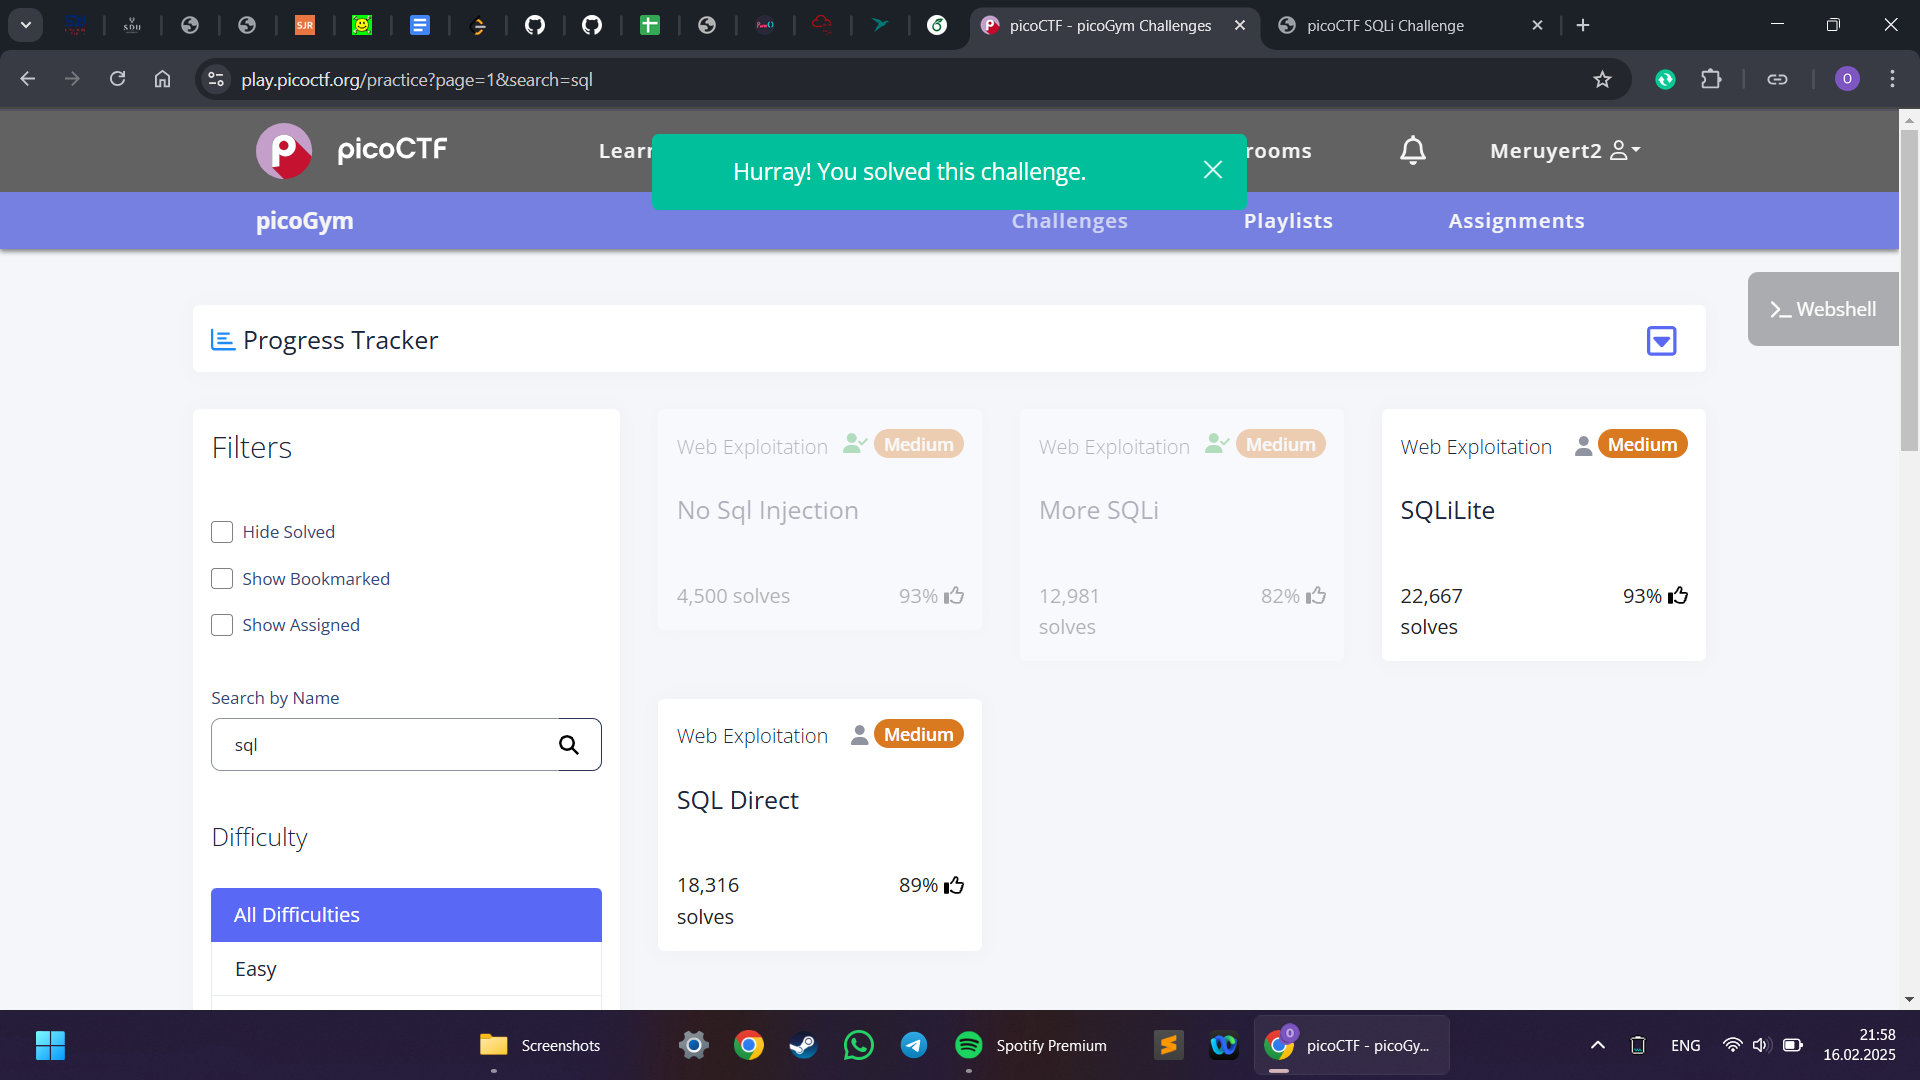 picoCTF - picoGym Challenges
picoCTF SQLi Challenge
SJR
play.picoctf.org/practice?page=1&search=sql
O
picoCTF
Learn
rooms
Meruyert2
Hurray! You solved this challenge.
picoGym
Challenges
Playlists
Assignments
Webshell
Progress Tracker
Filters
Hide Solved
Show Bookmarked
Show Assigned
Search by Name
sql
Difficulty
All Difficulties
Easy
Web Exploitation
Medium
No Sql Injection
4,500 solves
93%
Web Exploitation
Medium
More SQLi
12,981
solves
82%
Web Exploitation
Medium
SQLiLite
22,667
solves
93%
Web Exploitation
Medium
SQL Direct
18,316
solves
89%
Screenshots
Spotify Premium
picoCTF - picoGy...
ENG
21:58
16.02.2025